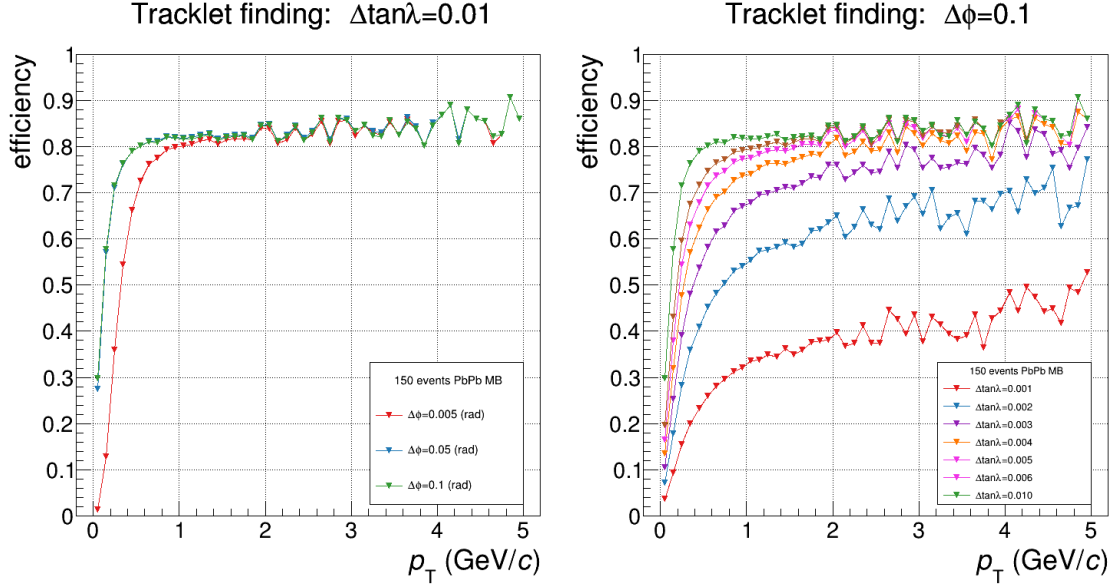 Tracklet finding: Δtanλ=0.01
efficiency
1
0.9
0.8
0.7
0.6
0.5
0.4
0.3
0.2
0.1
0
0 1 2 3 4 5
p_T (GeV/c)
150 events PbPb MB
Δϕ=0.005 (rad)
Δϕ=0.05 (rad)
Δϕ=0.1 (rad)
Tracklet finding: Δϕ=0.1
efficiency
1
0.9
0.8
0.7
0.6
0.5
0.4
0.3
0.2
0.1
0
0 1 2 3 4 5
p_T (GeV/c)
150 events PbPb MB
Δtanλ=0.001
Δtanλ=0.002
Δtanλ=0.003
Δtanλ=0.004
Δtanλ=0.005
Δtanλ=0.006
Δtanλ=0.010